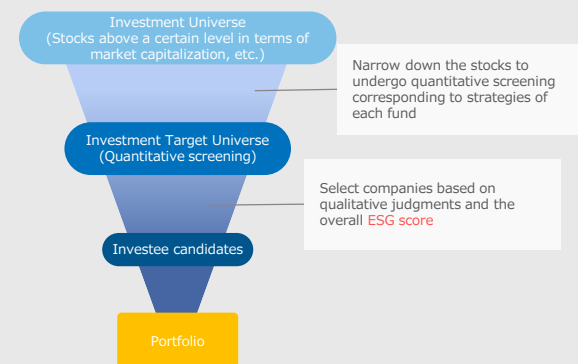 Investment Universe
(Stocks above a certain level in terms of
market capitalization, etc.)
Narrow down the stocks to
undergo quantitative screening
corresponding to strategies of
each fund
Investment Target Universe
(Quantitative screening)
Select companies based on
qualitative judgments and the
overall ESG score
Investee candidates
Portfolio